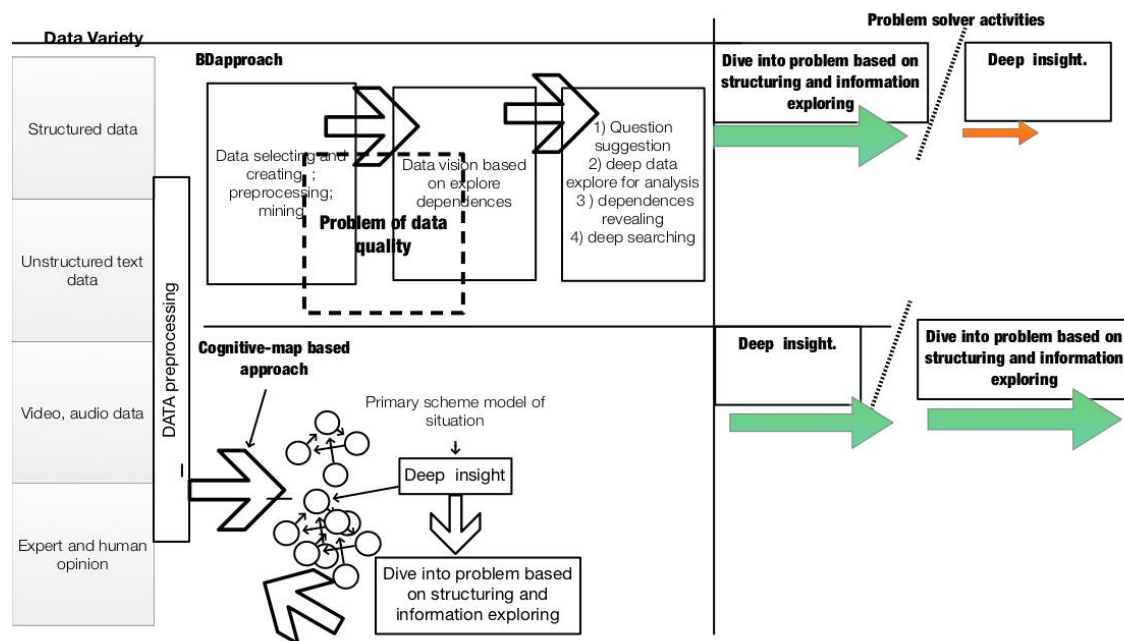 Data Variety
Structured data
Unstructured text
data
Video, audio data
Expert and human
opinion
DATA preprocessing
BDapproach
Data selecting and
creating ;
preprocessing;
mining
Data vision based
on explore
dependences
Problem of data
quality
1) Question
suggestion
2) deep data
explore for analysis
3 ) dependences
revealing
4) deep searching
Cognitive-map based
approach
Primary scheme model of
situation
Deep insight
Dive into problem based
on structuring and
information exploring
Problem solver activities
Dive into problem based on
structuring and information
exploring
Deep insight.
Deep insight.
Dive into problem based on
structuring and information
exploring